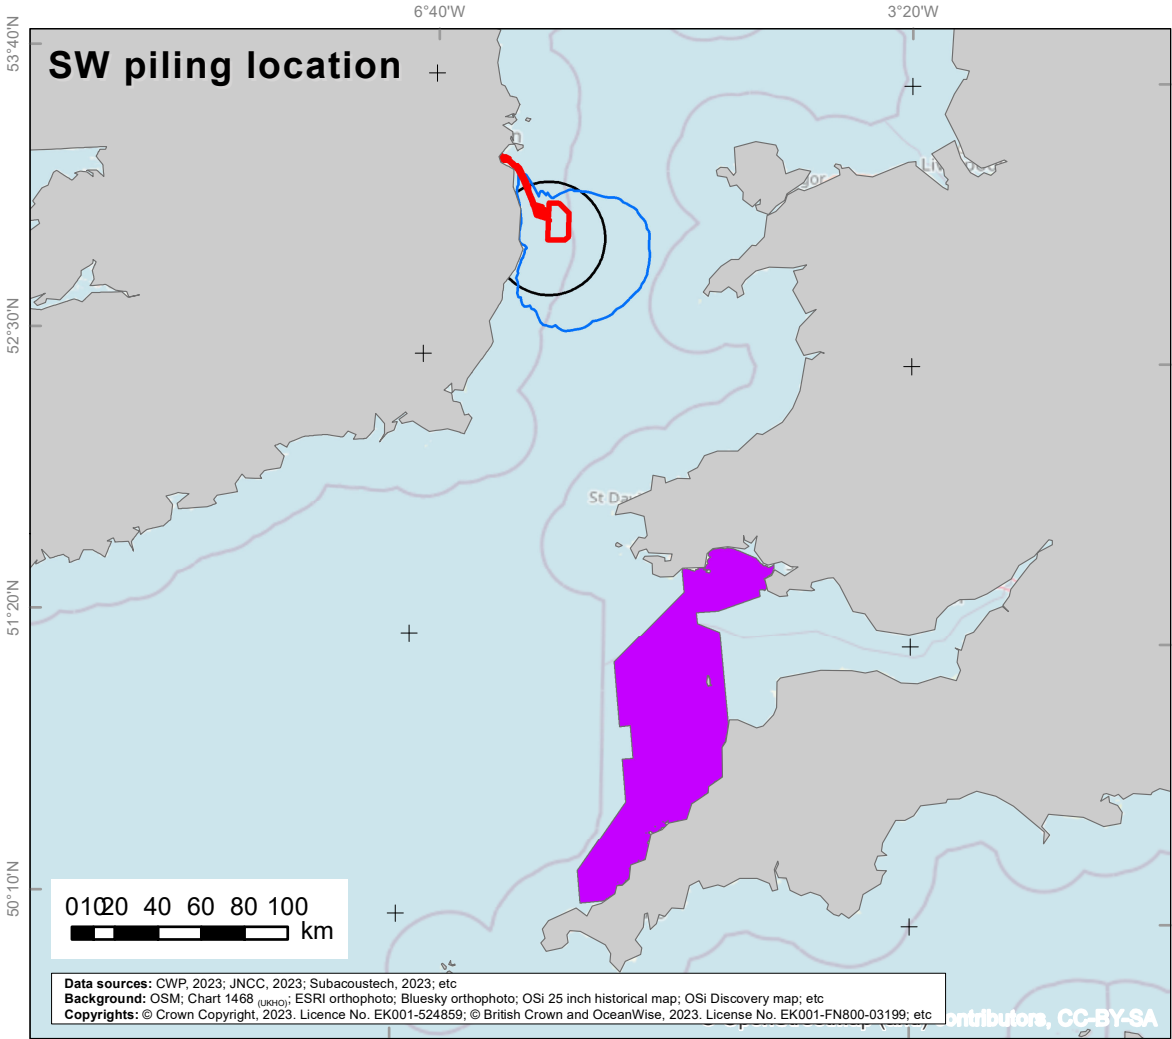 6°40'W
3°20'W
53°40'N
SW piling location
52°30'N
St Da
51°20'N
50°10'N
01020 40 60 80 100
km
Data sources: CWP, 2023; JNCC, 2023; Subacoustech, 2023; etc
Background: OSM; Chart 1468 (UKHO); ESRI orthophoto; Bluesky orthophoto; OSi 25 inch historical map; OSi Discovery map; etc
Copyrights: © Crown Copyright, 2023. Licence No. EK001-524859; © British Crown and OceanWise, 2023. License No. EK001-FN800-03199; etc
contributors, CC-BY-SA